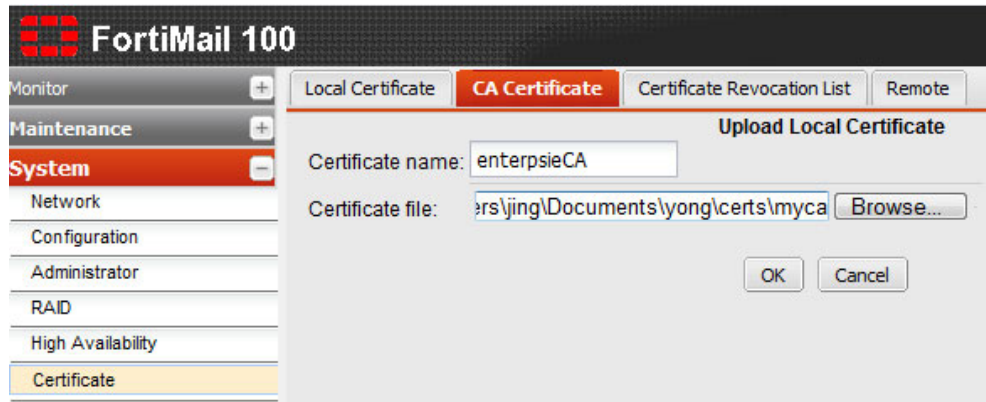 FortiMail 100
Monitor
Maintenance
System
Network
Configuration
Administrator
RAID
High Availability
Certificate
Local Certificate
CA Certificate
Certificate Revocation List
Remote
Upload Local Certificate
Certificate name: enterpsieCA
Certificate file: ers\jing\Documents\yong\certs\myca Browse...
OK Cancel